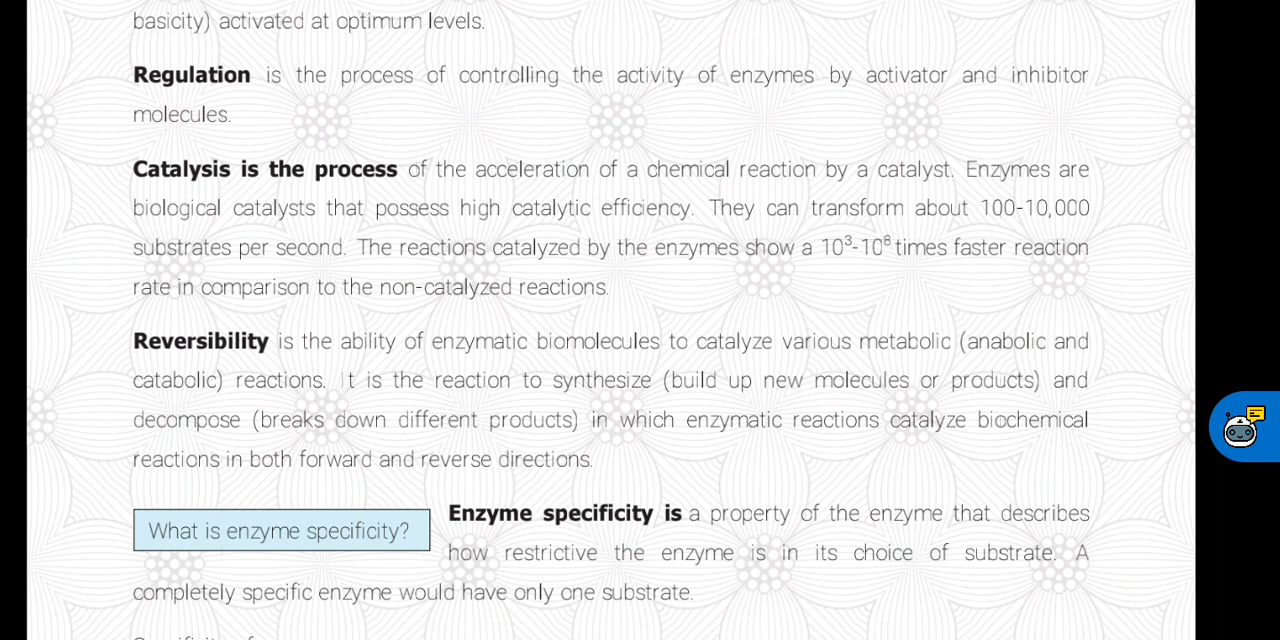 basicity) activated at optimum levels.
Regulation is the process of controlling the activity of enzymes by activator and inhibitor
molecules.
Catalysis is the process of the acceleration of a chemical reaction by a catalyst. Enzymes are
biological catalysts that possess high catalytic efficiency. They can transform about 100-10,000
substrates per second. The reactions catalyzed by the enzymes show a 10³-10⁸ times faster reaction
rate in comparison to the non-catalyzed reactions.
Reversibility is the ability of enzymatic biomolecules to catalyze various metabolic (anabolic and
catabolic) reactions. It is the reaction to synthesize (build up new molecules or products) and
decompose (breaks down different products) in which enzymatic reactions catalyze biochemical
reactions in both forward and reverse directions.
What is enzyme specificity?
Enzyme specificity is a property of the enzyme that describes
how restrictive the enzyme is in its choice of substrate. A
completely specific enzyme would have only one substrate.